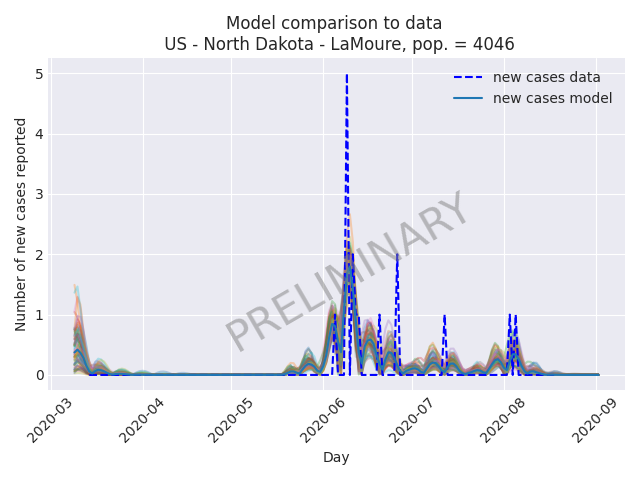 Model comparison to data
US - North Dakota - LaMoure, pop. = 4046
Number of new cases reported
5
4
3
2
1
0
new cases data
new cases model
PRELIMINARY
2020-03
2020-04
2020-05
2020-06
2020-07
2020-08
2020-09
Day